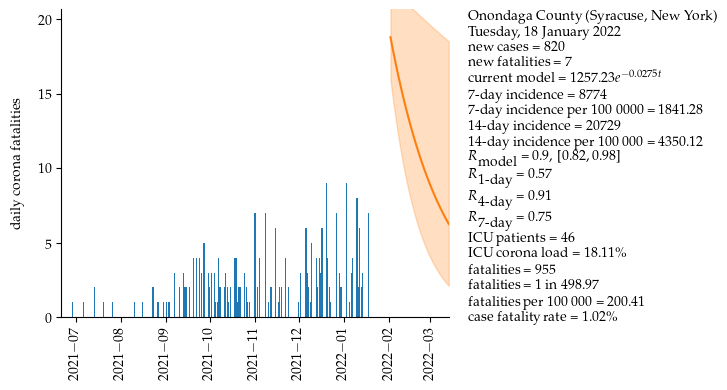 Onondaga County (Syracuse, New York)
Tuesday, 18 January 2022
new cases = 820
new fatalities = 7
current model = 1257.23e^{-0.0275t}
7-day incidence = 8774
7-day incidence per 100 0000 = 1841.28
14-day incidence = 20729
14-day incidence per 100 000 = 4350.12
R_model = 0.9, [0.82, 0.98]
R_1-day = 0.57
R_4-day = 0.91
R_7-day = 0.75
ICU patients = 46
ICU corona load = 18.11%
fatalities = 955
fatalities = 1 in 498.97
fatalities per 100 000 = 200.41
case fatality rate = 1.02%
daily corona fatalities
20
15
10
5
0
2021−07
2021−08
2021−09
2021−10
2021−11
2021−12
2022−01
2022−02
2022−03